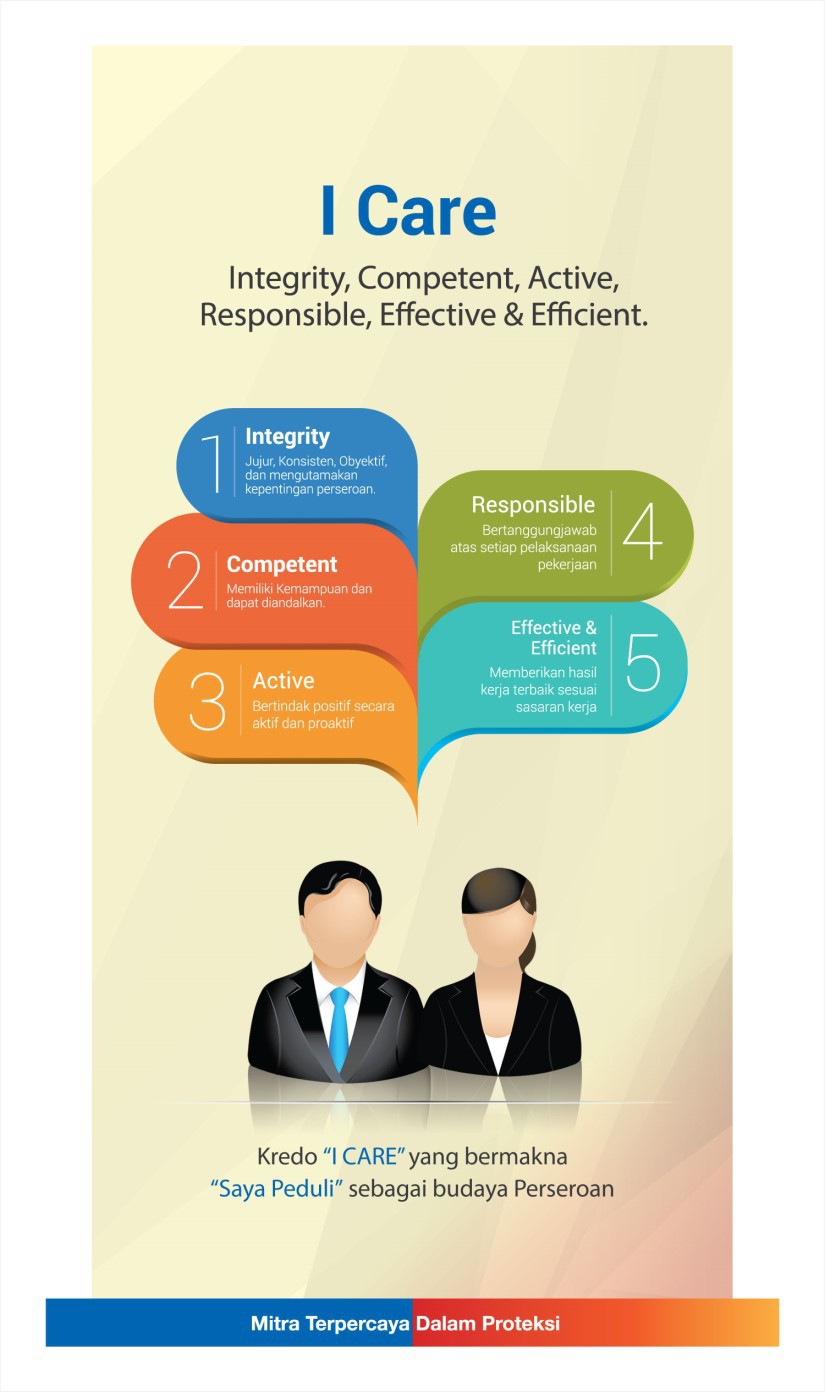 I Care
Integrity, Competent, Active,
Responsible, Effective & Efficient.
1
Integrity
Jujur, Konsisten, Obyektif,
dan mengutamakan
kepentingan perseroan.
2
Competent
Memiliki Kemampuan dan
dapat diandalkan.
3
Active
Bertindak positif secara
aktif dan proaktif
Responsible
Bertanggungjawab
atas setiap pelaksanaan
pekerjaan
4
Effective &
Efficient
Memberikan hasil
kerja terbaik sesuai
sasaran kerja
5
Kredo “I CARE” yang bermakna
“Saya Peduli” sebagai budaya Perseroan
Mitra Terpercaya Dalam Proteksi